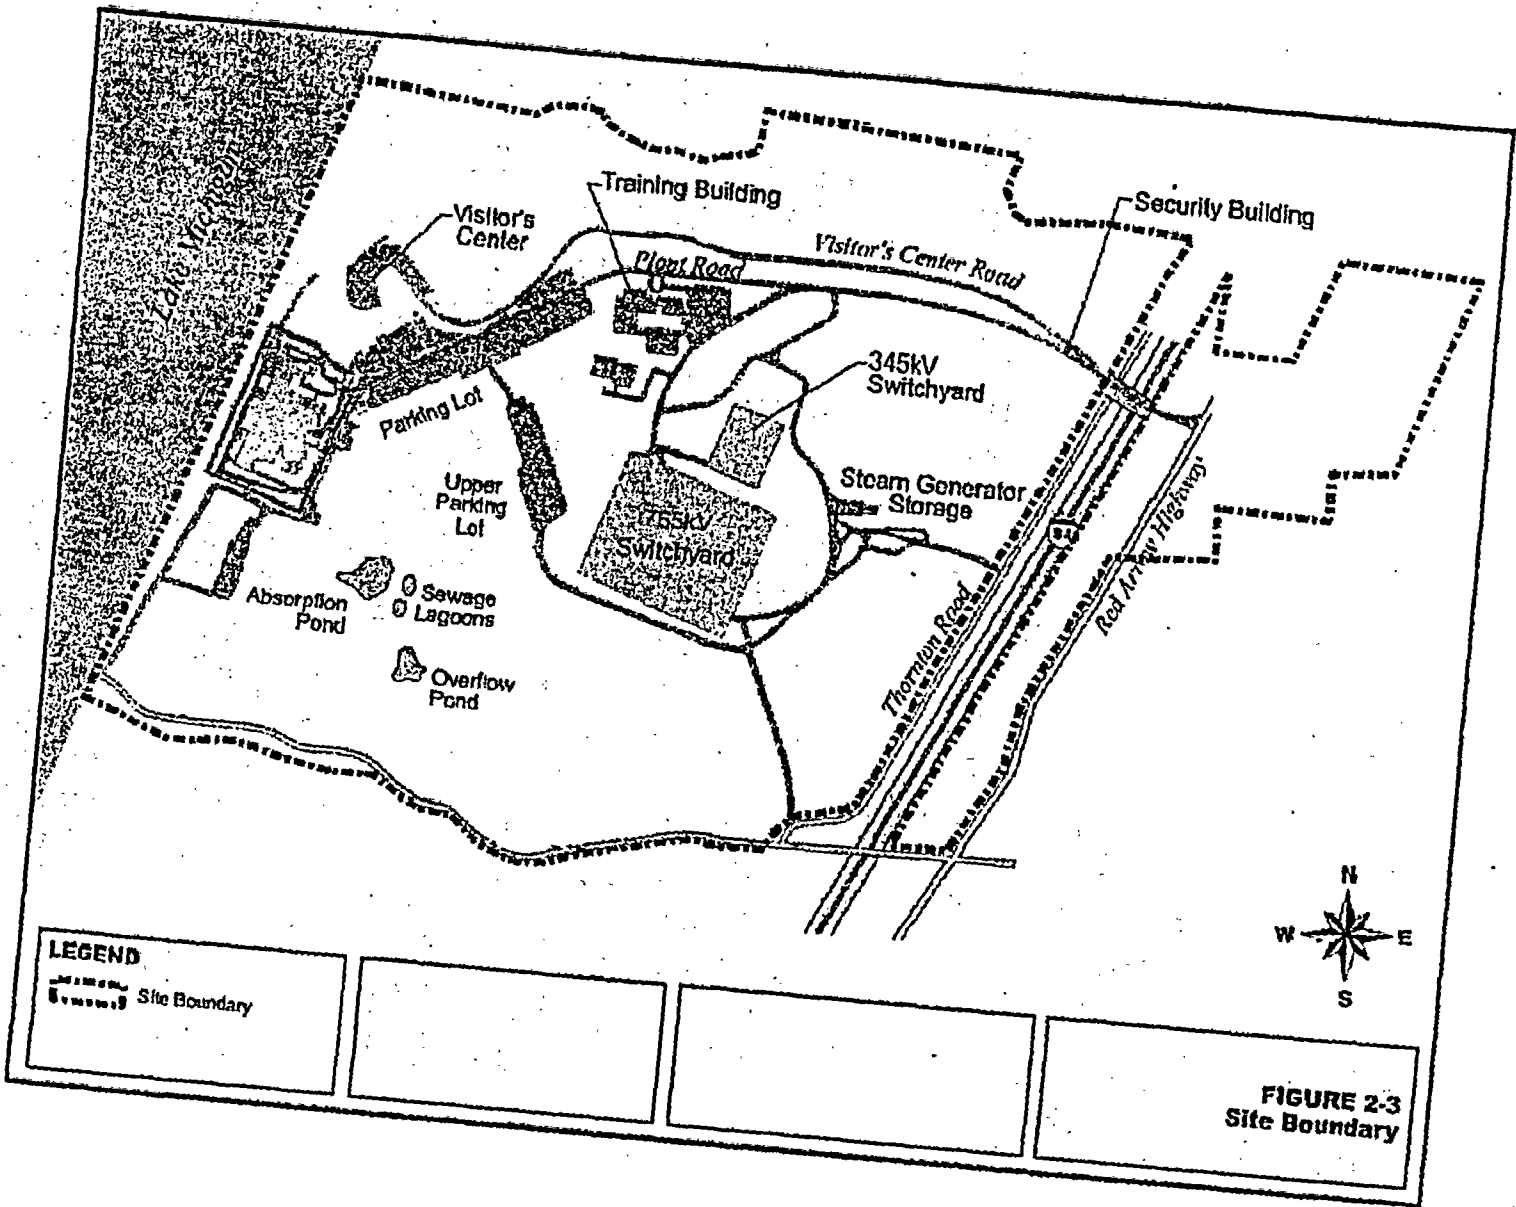 Lake Michigan
Training Building
Visitor's
Center
Security Building
Visitor's Center Road
Plant Road
345kV
Switchyard
Parking Lot
Upper
Parking
Lot
Steam Generator
Storage
765kV
Switchyard
Red Arrow Highway
Thornton Road
Absorption
Pond
Sewage
Lagoons
Overflow
Pond
N
W E
S
LEGEND
Site Boundary
FIGURE 2-3
Site Boundary